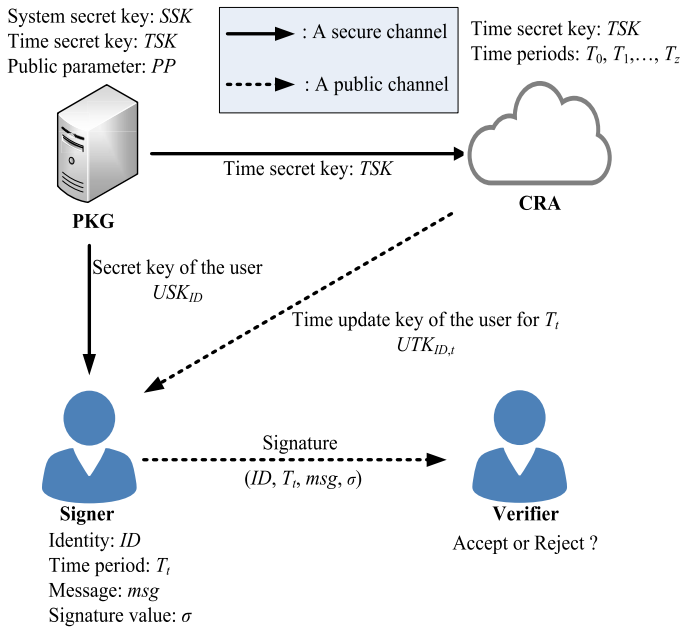 System secret key: SSK
Time secret key: TSK
Public parameter: PP
: A secure channel
: A public channel
Time secret key: TSK
Time periods: T0, T1,…, Tz
Time secret key: TSK
PKG
CRA
Secret key of the user
USKID
Time update key of the user for Tt
UTKID,t
Signature
(ID, Tt, msg, σ)
Signer
Identity: ID
Time period: Tt
Message: msg
Signature value: σ
Verifier
Accept or Reject ?